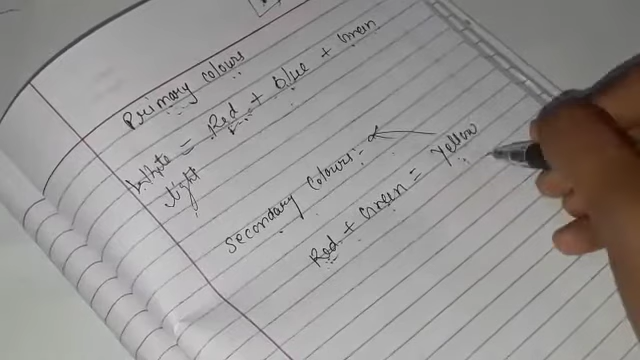 Primary colours
White = Red + Blue + Green
light
Secondary colours :-
Red + Green = Yellow